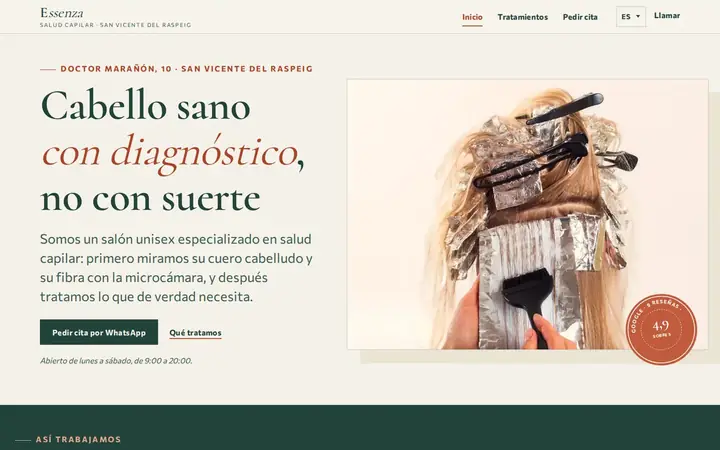 Essenza
SALUD CAPILAR · SAN VICENTE DEL RASPEIG
Inicio
Tratamientos
Pedir cita
ES
Llamar
DOCTOR MARAÑÓN, 10 · SAN VICENTE DEL RASPEIG
Cabello sano
con diagnóstico,
no con suerte
Somos un salón unisex especializado en salud
capilar: primero miramos su cuero cabelludo y
su fibra con la microcámara, y después
tratamos lo que de verdad necesita.
Pedir cita por WhatsApp
Qué tratamos
Abierto de lunes a sábado, de 9:00 a 20:00.
GOOGLE · 8 RESEÑAS ·
4,9
SOBRE 5
ASÍ TRABAJAMOS